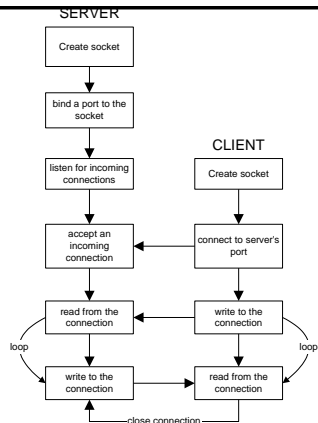 SERVER
Create socket
bind a port to the
socket
listen for incoming
connections
CLIENT
Create socket
accept an
incoming
connection
connect to server's
port
read from the
connection
write to the
connection
loop
loop
write to the
connection
read from the
connection
close connection